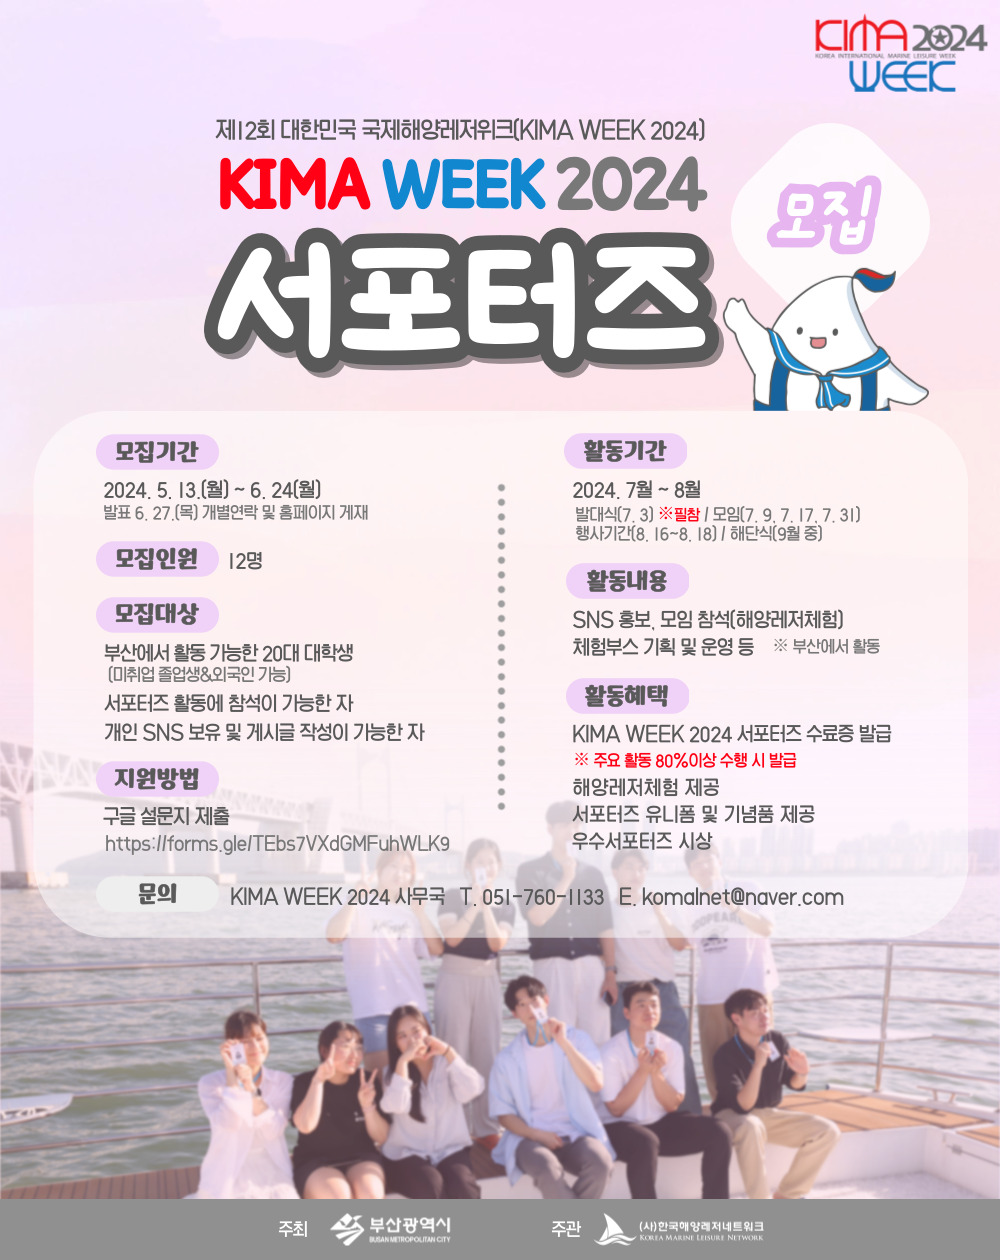 KIMA 2024
KOREA INTERNATIONAL MARINE LEISURE WEEK
WEEK
제12회 대한민국 국제해양레저위크(KIMA WEEK 2024)
KIMA WEEK 2024
서포터즈
모집
모집기간
2024. 5. 13.(월) ~ 6. 24(월)
발표 6. 27.(목) 개별연락 및 홈페이지 게재
모집인원 12명
모집대상
부산에서 활동 가능한 20대 대학생
(미취업 졸업생&외국인 가능)
서포터즈 활동에 참석이 가능한 자
개인 SNS 보유 및 게시글 작성이 가능한 자
지원방법
구글 설문지 제출
https://forms.gle/TEbs7VXdGMFuhWLK9
활동기간
2024. 7월 ~ 8월
발대식(7. 3) ※필참 / 모임(7. 9, 7. 17, 7. 31)
행사기간(8. 16~8. 18) / 해단식(9월 중)
활동내용
SNS 홍보, 모임 참석(해양레저체험)
체험부스 기획 및 운영 등 ※ 부산에서 활동
활동혜택
KIMA WEEK 2024 서포터즈 수료증 발급
※ 주요 활동 80%이상 수행 시 발급
해양레저체험 제공
서포터즈 유니폼 및 기념품 제공
우수서포터즈 시상
문의 KIMA WEEK 2024 사무국 T. 051-760-1133 E. komalnet@naver.com
주최 부산광역시
BUSAN METROPOLITAN CITY
주관 (사)한국해양레저네트워크
KOREA MARINE LEISURE NETWORK